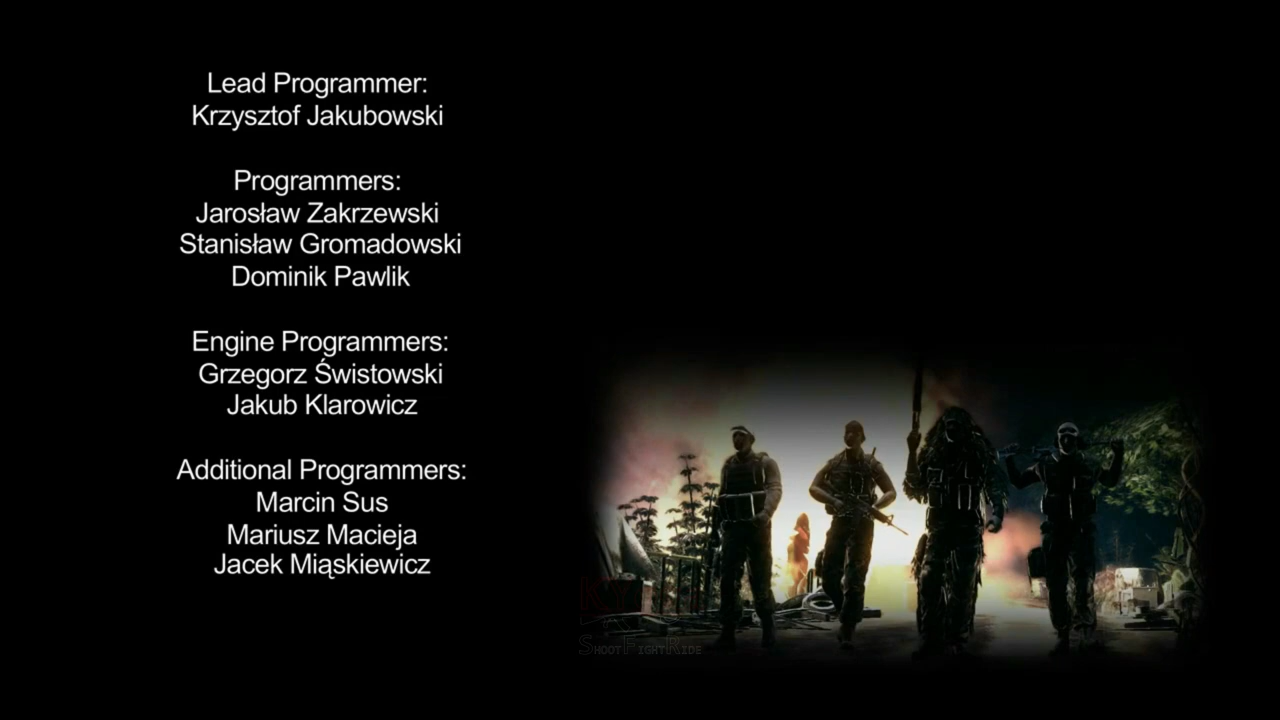 Lead Programmer:
Krzysztof Jakubowski
Programmers:
Jarosław Zakrzewski
Stanisław Gromadowski
Dominik Pawlik
Engine Programmers:
Grzegorz Świstowski
Jakub Klarowicz
Additional Programmers:
Marcin Sus
Mariusz Macieja
Jacek Miąskiewicz
ShootFightRide